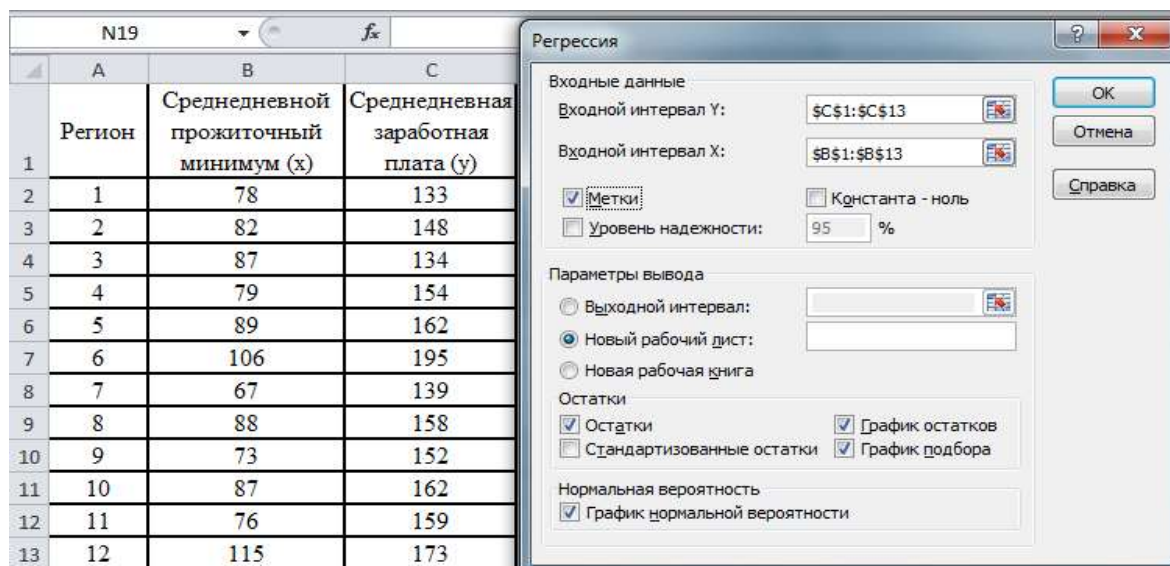 N19 fx
A B C
1 Регион Среднедневной прожиточный минимум (x) Среднедневная заработная плата (y)
2 1 78 133
3 2 82 148
4 3 87 134
5 4 79 154
6 5 89 162
7 6 106 195
8 7 67 139
9 8 88 158
10 9 73 152
11 10 87 162
12 11 76 159
13 12 115 173
Регрессия
Входные данные
Входной интервал Y: $C$1:$C$13
Входной интервал X: $B$1:$B$13
Метки Константа - ноль
Уровень надежности: 95 %
Параметры вывода
Выходной интервал:
Новый рабочий лист:
Новая рабочая книга
Остатки
Остатки График остатков
Стандартизованные остатки График подбора
Нормальная вероятность
График нормальной вероятности
ОК
Отмена
Справка